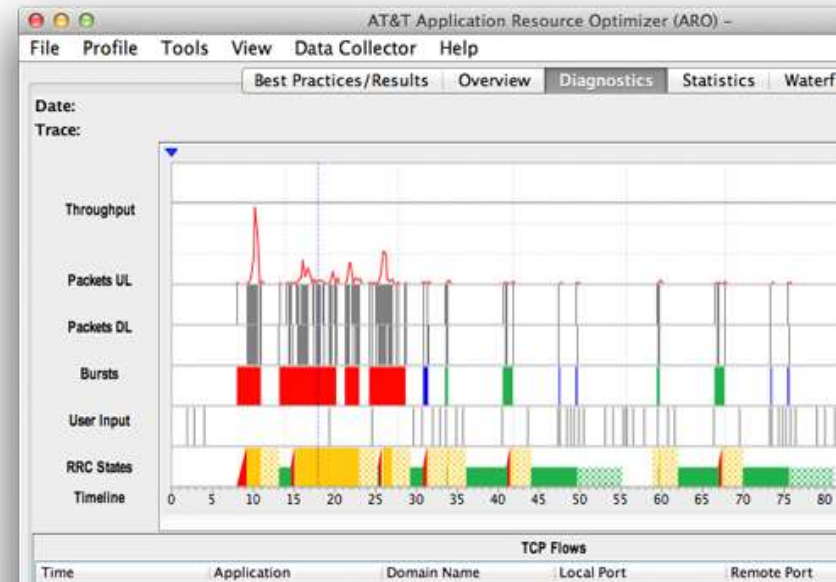 AT&T Application Resource Optimizer (ARO) –
File Profile Tools View Data Collector Help
Best Practices/Results Overview Diagnostics Statistics Waterf
Date:
Trace:
Throughput
Packets UL
Packets DL
Bursts
User Input
RRC States
Timeline 0 5 10 15 20 25 30 35 40 45 50 55 60 65 70 75 80
TCP Flows
Time Application Domain Name Local Port Remote Port